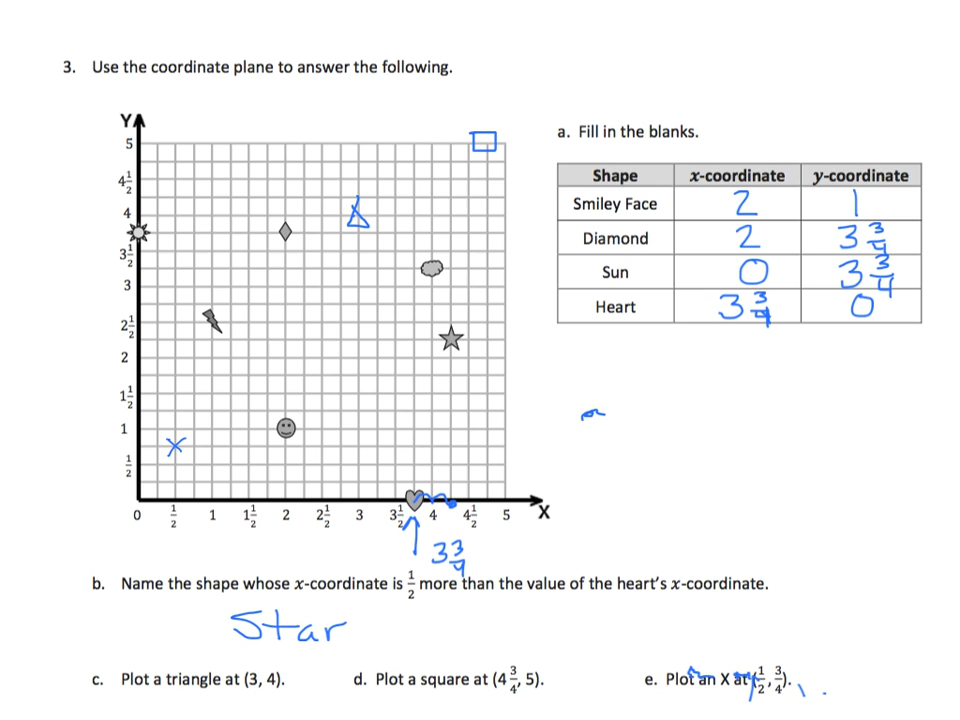 3. Use the coordinate plane to answer the following.
Y
5
4 1/2
4
3 1/2
3
2 1/2
2
1 1/2
1
1/2
0 1/2 1 1 1/2 2 2 1/2 3 3 1/2 4 4 1/2 5 X
3 3/4
a. Fill in the blanks.
Shape x-coordinate y-coordinate
Smiley Face 2 1
Diamond 2 3 3/4
Sun 0 3 3/4
Heart 3 3/4 0
b. Name the shape whose x-coordinate is 1/2 more than the value of the heart's x-coordinate.
Star
c. Plot a triangle at (3, 4). d. Plot a square at (4 3/4, 5). e. Plot an X at (1/2, 3/4).